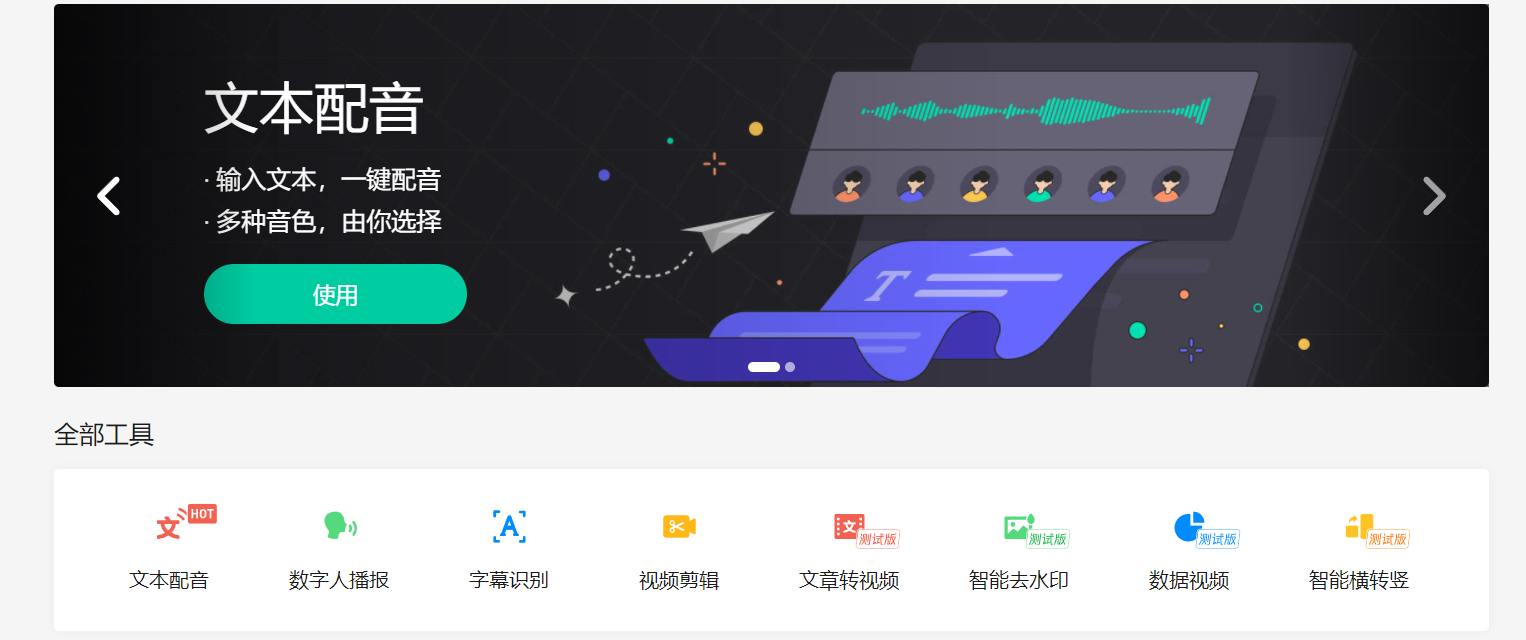 文本配音
· 输入文本，一键配音
· 多种音色，由你选择
使用
T
全部工具
文 HOT
A
文 测试版
测试版
测试版
测试版
文本配音
数字人播报
字幕识别
视频剪辑
文章转视频
智能去水印
数据视频
智能横转竖